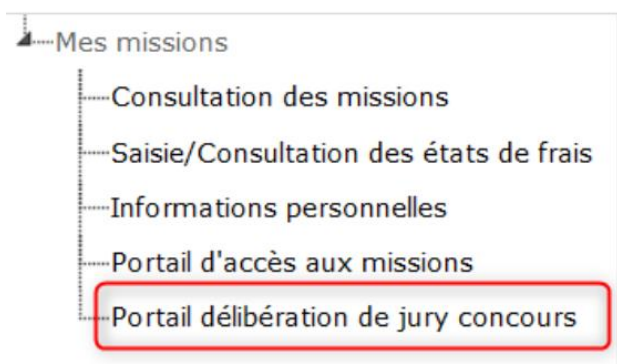 Mes missions
Consultation des missions
Saisie/Consultation des états de frais
Informations personnelles
Portail d'accès aux missions
Portail délibération de jury concours